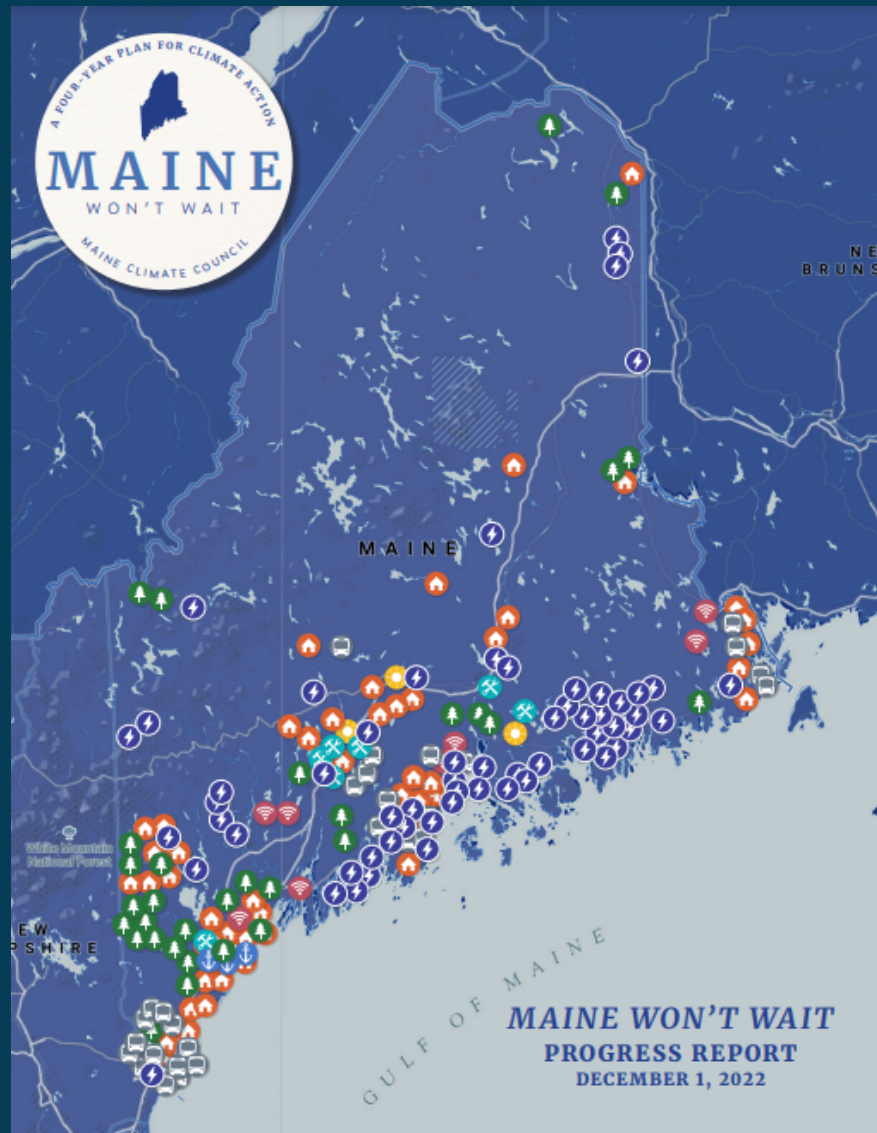 A FOUR-YEAR PLAN FOR CLIMATE ACTION
MAINE
WON'T WAIT
MAINE CLIMATE COUNCIL
NE
BRUNS
MAINE
White Mountain
National Forest
EW
PSHIRE
GULF OF MAINE
MAINE WON'T WAIT
PROGRESS REPORT
DECEMBER 1, 2022